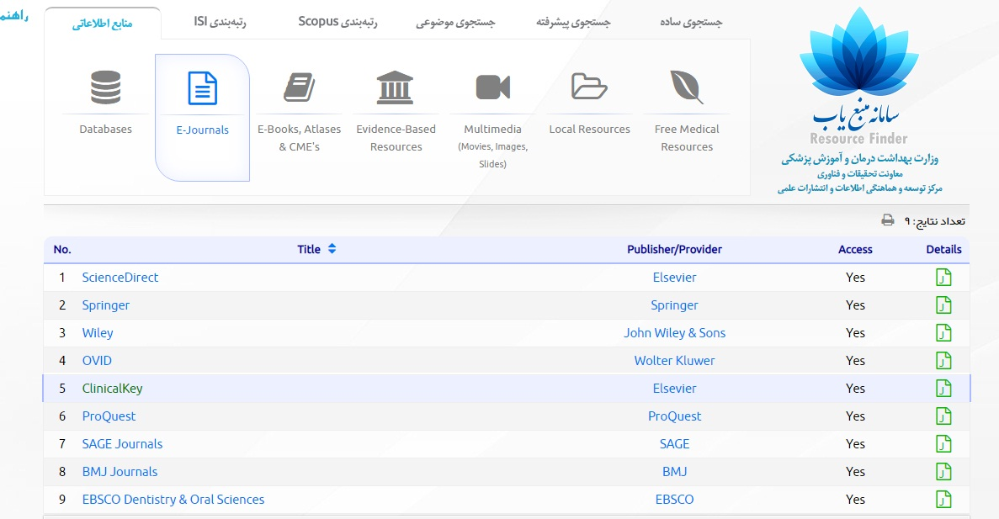 راهنم
منابع اطلاعاتی
رتبه‌بندی ISI
رتبه‌بندی Scopus
جستجوی موضوعی
جستجوی پیشرفته
جستجوی ساده
Databases
E-Journals
E-Books, Atlases
& CME's
Evidence-Based
Resources
Multimedia
(Movies, Images,
Slides)
Local Resources
Free Medical
Resources
سامانه منبع یاب
Resource Finder
وزارت بهداشت درمان و آموزش پزشکی
معاونت تحقیقات و فناوری
مرکز توسعه و هماهنگی اطلاعات و انتشارات علمی
تعداد نتایج: ۹
No. Title Publisher/Provider Access Details
1 ScienceDirect Elsevier Yes J
2 Springer Springer Yes J
3 Wiley John Wiley & Sons Yes J
4 OVID Wolter Kluwer Yes J
5 ClinicalKey Elsevier Yes J
6 ProQuest ProQuest Yes J
7 SAGE Journals SAGE Yes J
8 BMJ Journals BMJ Yes J
9 EBSCO Dentistry & Oral Sciences EBSCO Yes J